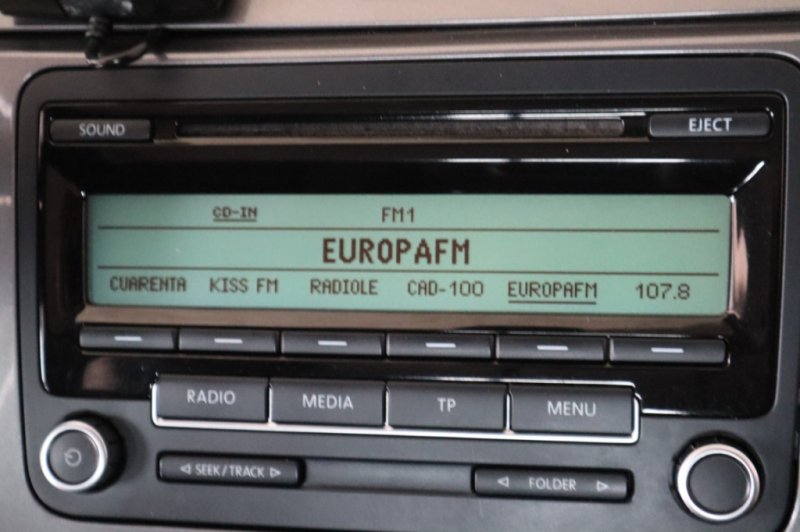 SOUND EJECT
CD-IN FM1
EUROPAFM
CUARENTA KISS FM RADIOLE CAD-100 EUROPAFM 107.8
RADIO MEDIA TP MENU
SEEK/TRACK FOLDER